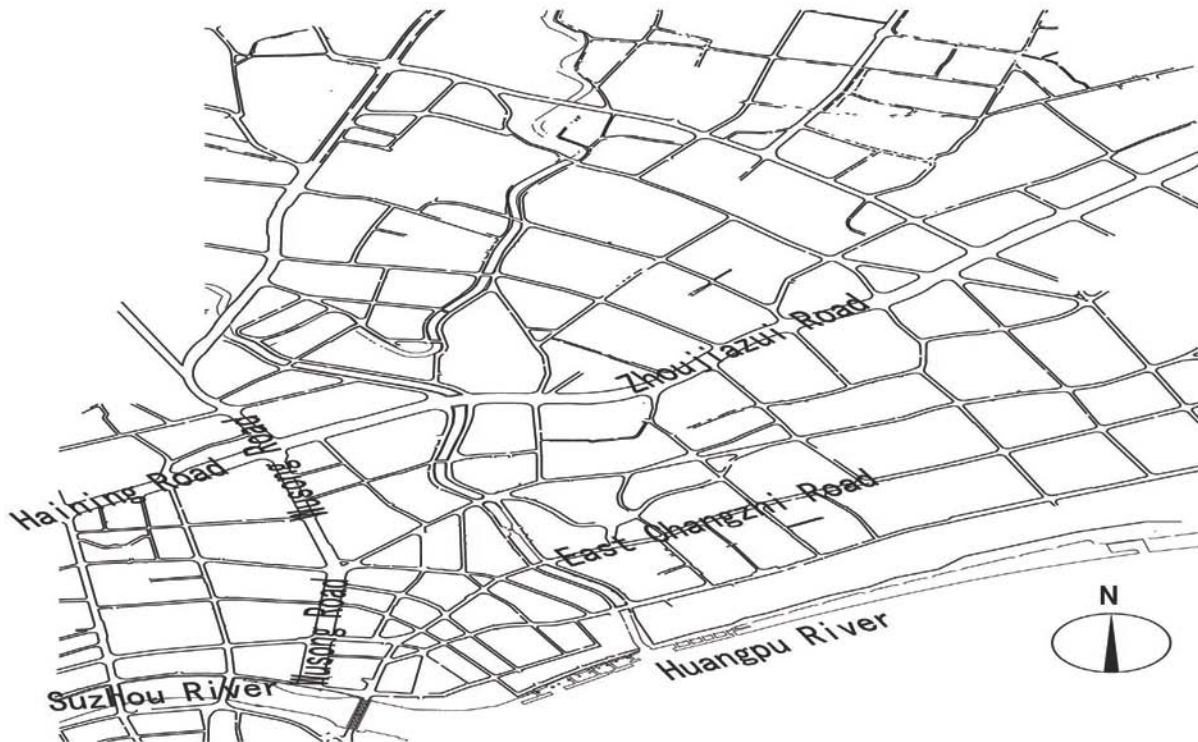 Zhoujiazui Road
Wusong Road
Haining Road
East Changzhi Road
Wusong Road
N
Huangpu River
SuzHou River